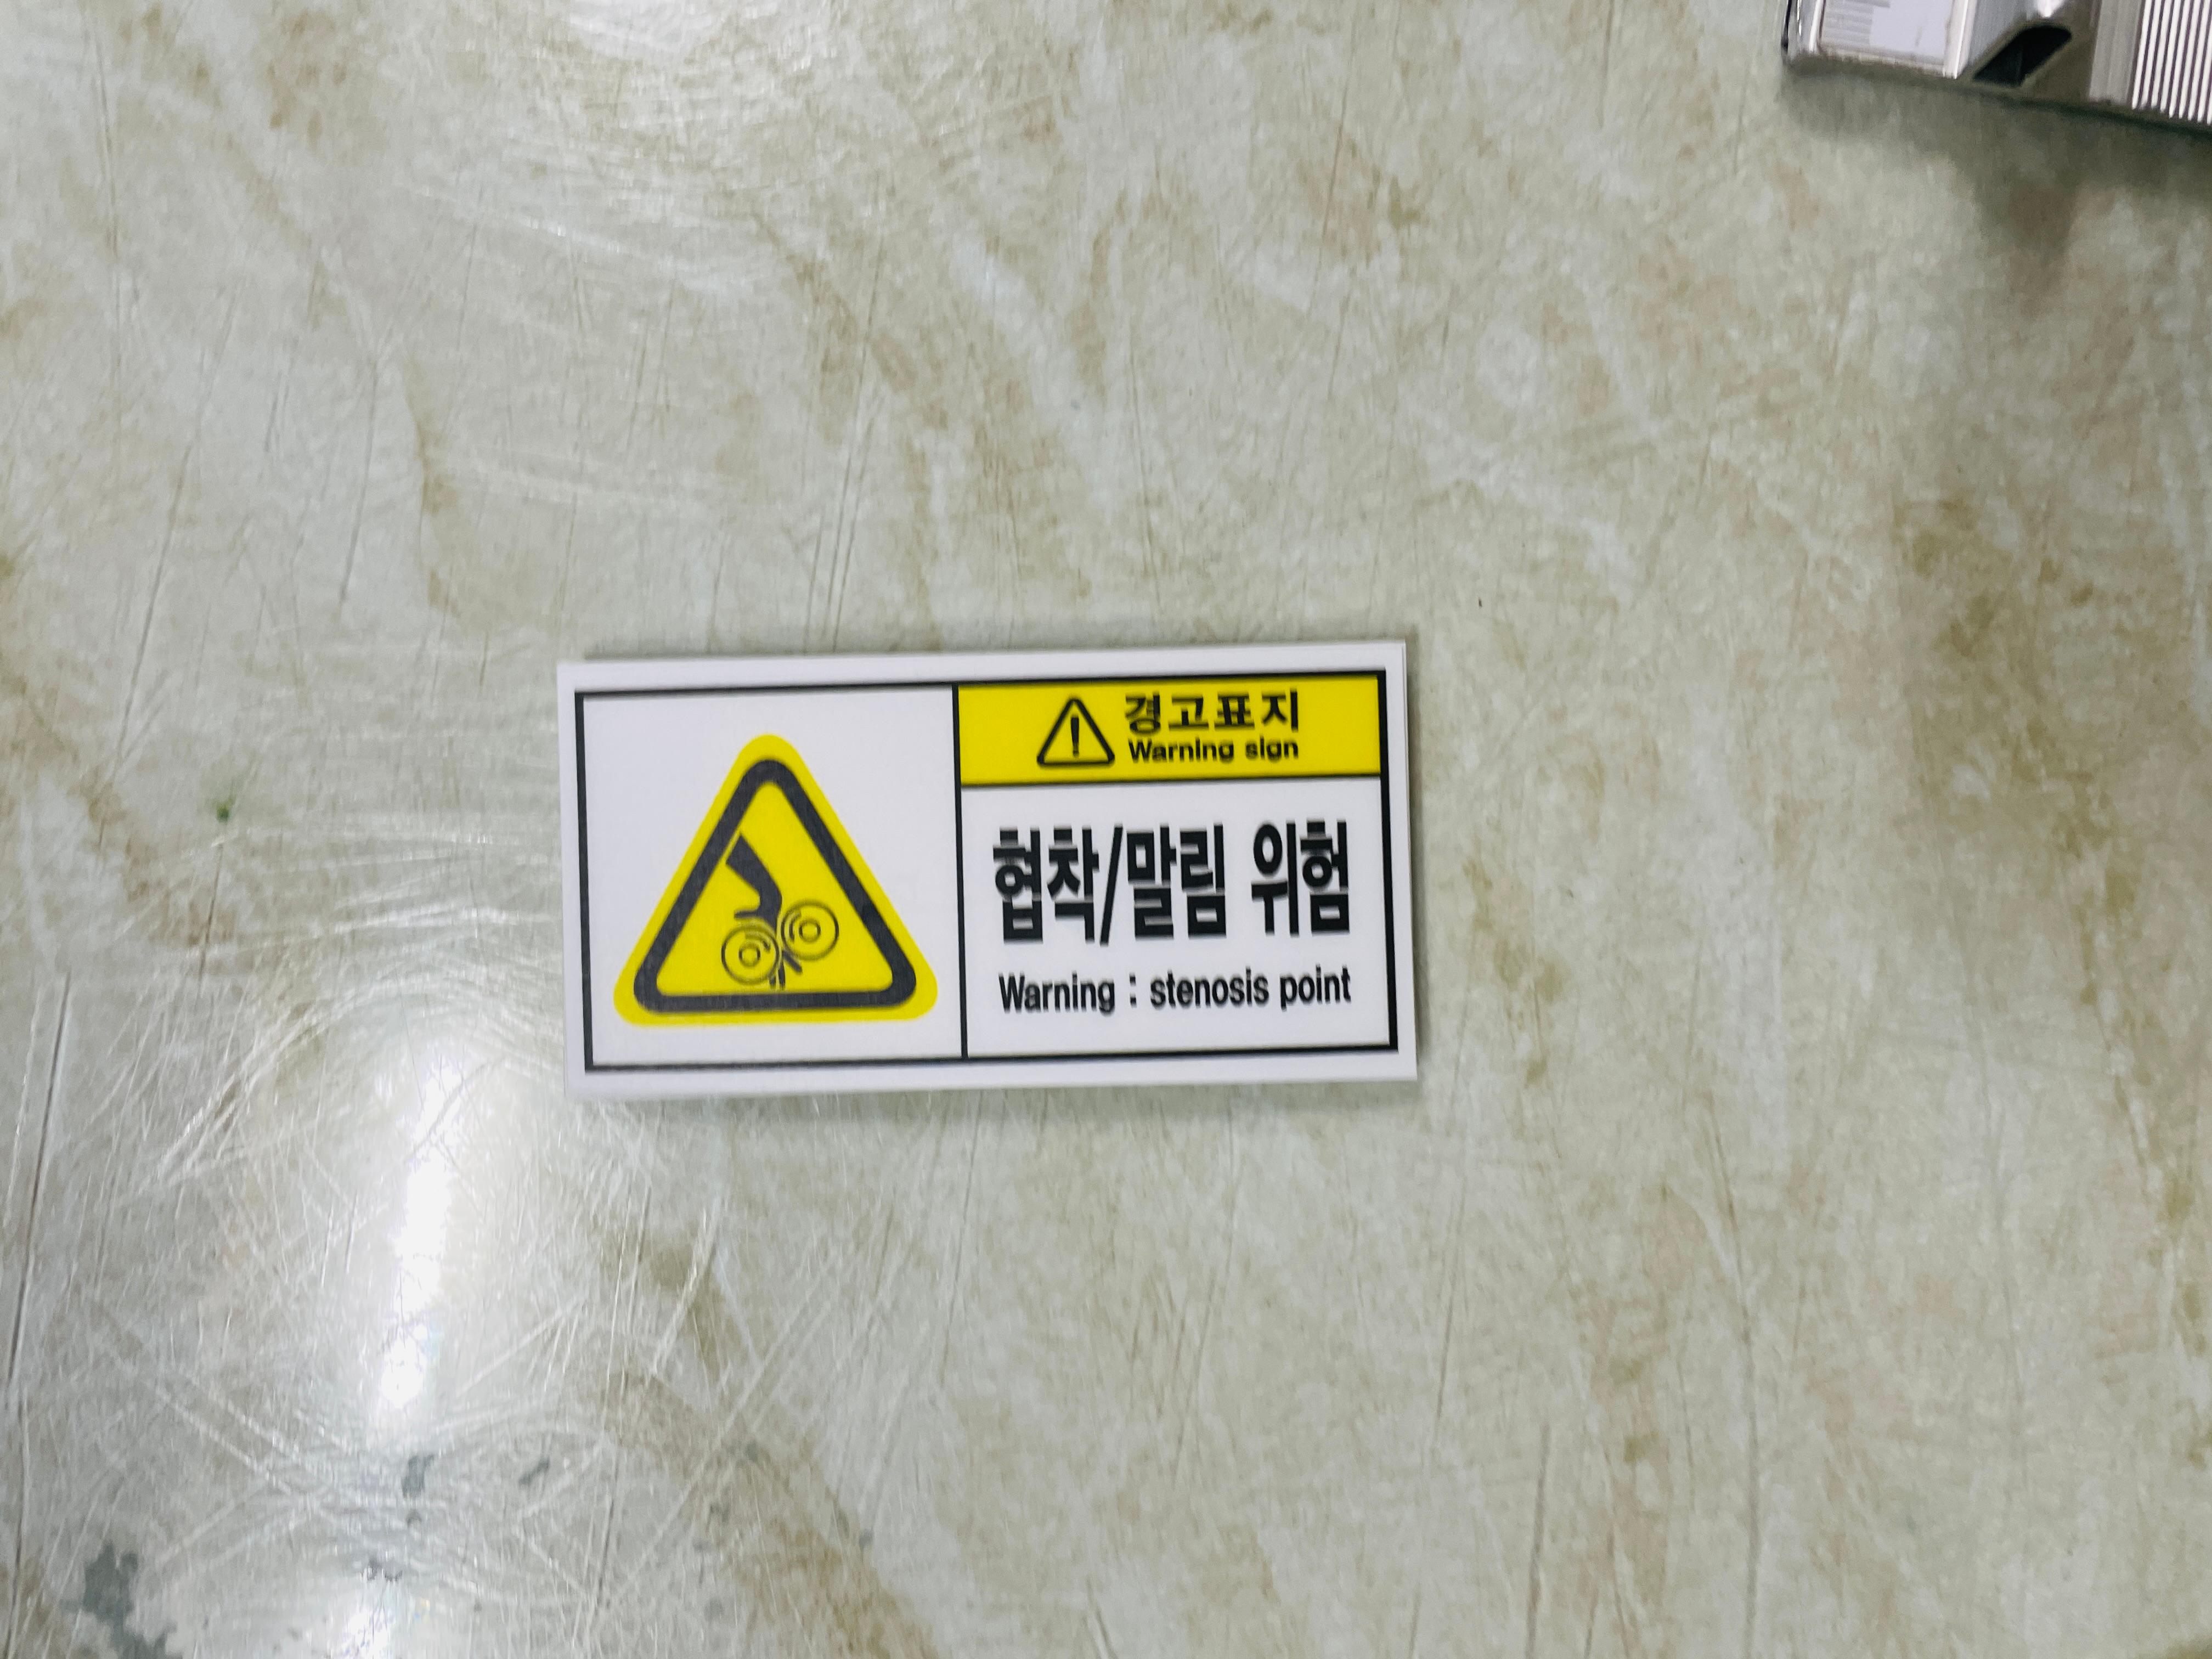 경고표지
Warning sign
협착/말림 위험
Warning : stenosis point